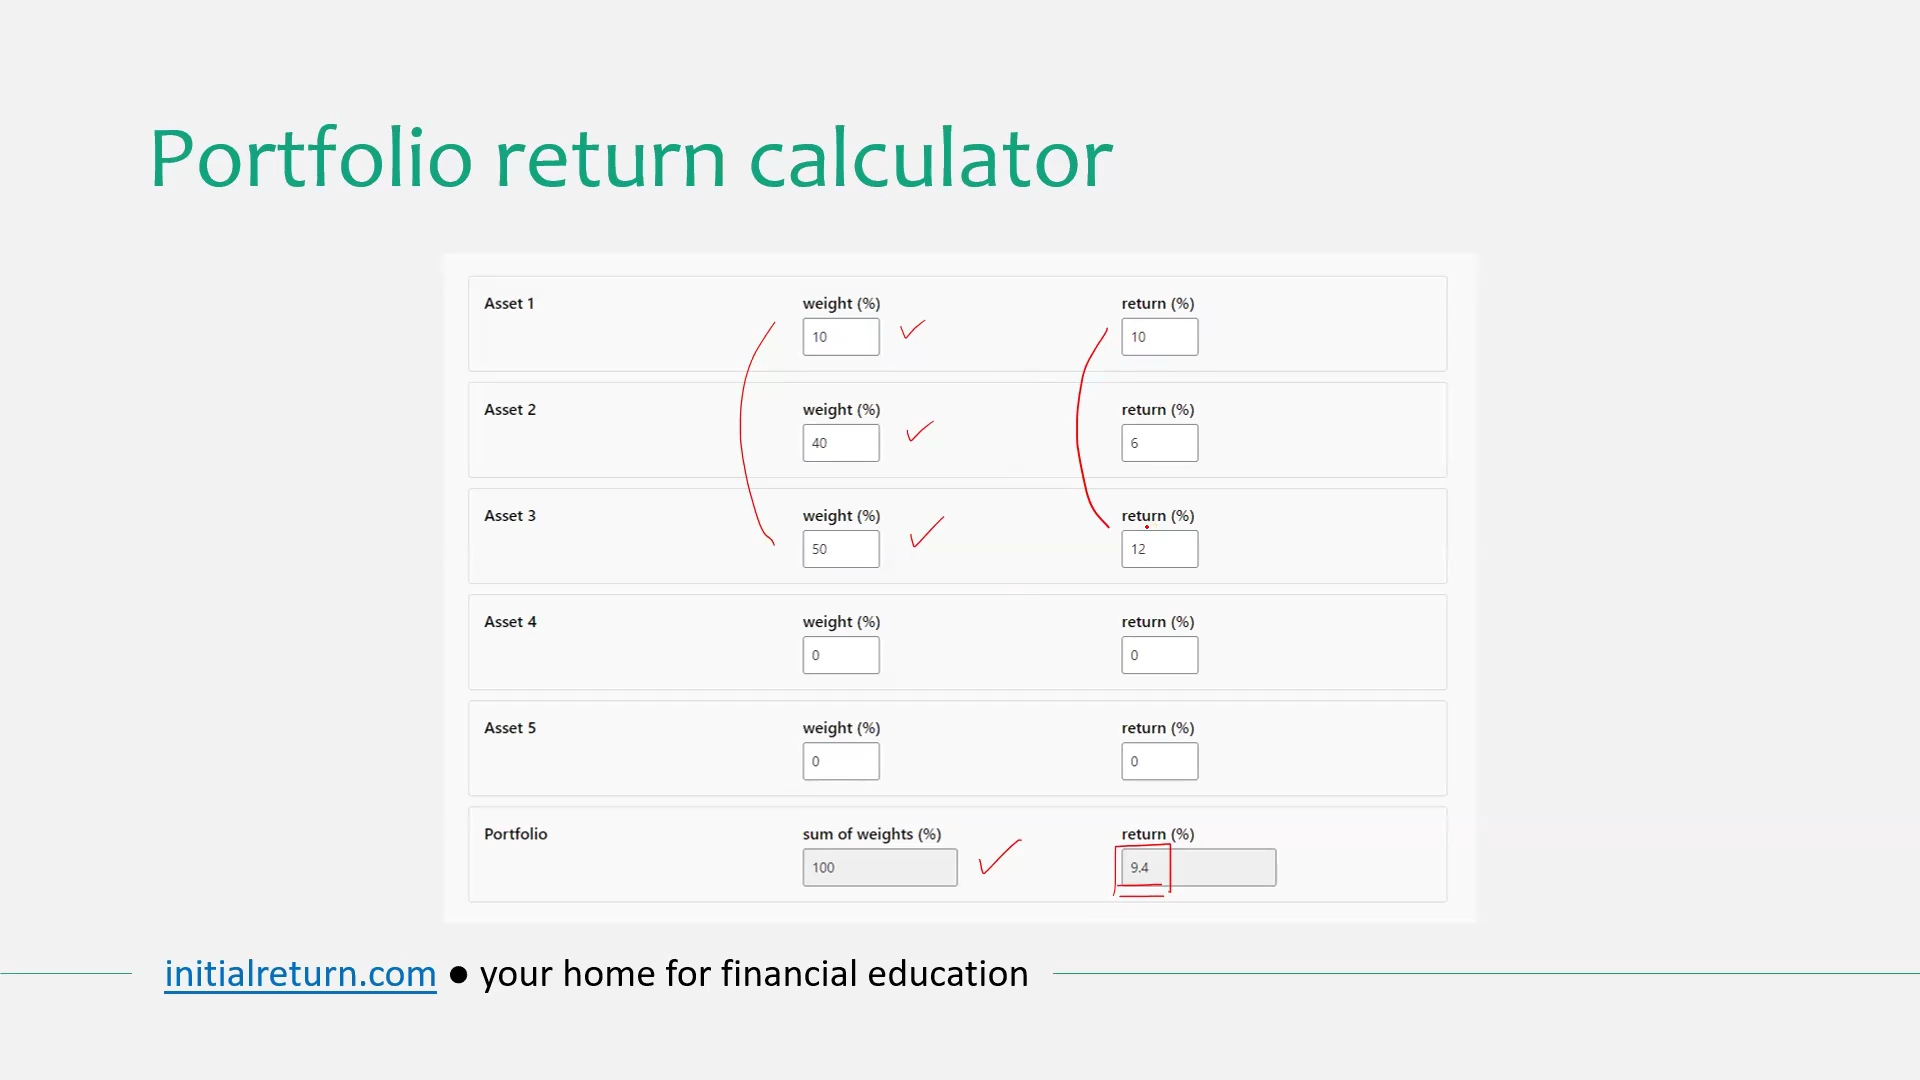 Portfolio return calculator
Asset 1 weight (%) return (%)
10 10
Asset 2 weight (%) return (%)
40 6
Asset 3 weight (%) return (%)
50 12
Asset 4 weight (%) return (%)
0 0
Asset 5 weight (%) return (%)
0 0
Portfolio sum of weights (%) return (%)
100 9.4
initialreturn.com ● your home for financial education